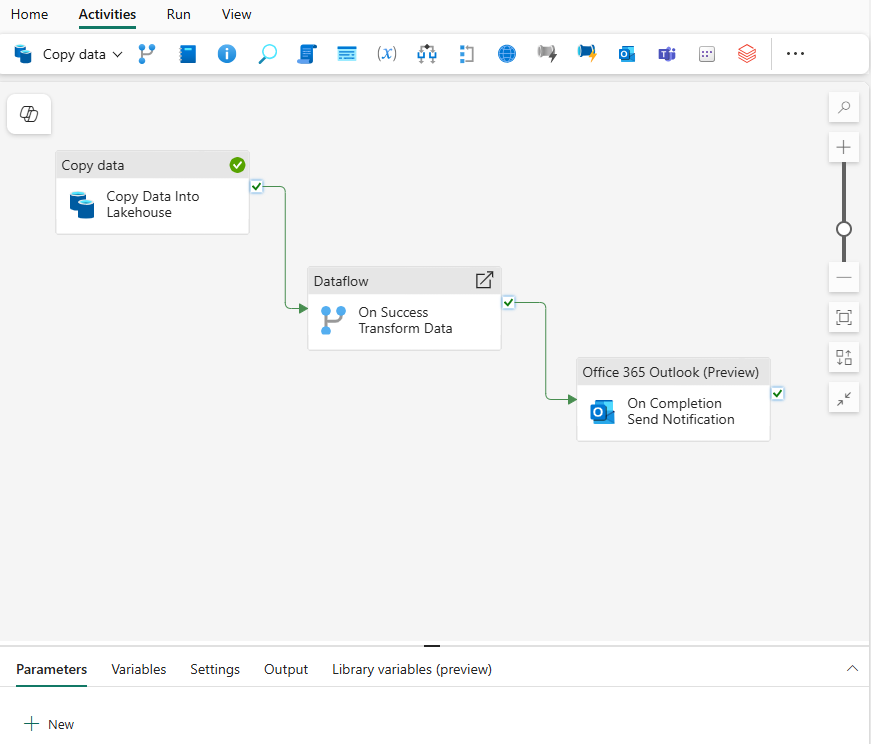 Home Activities Run View
Copy data
(x)
Copy data
Copy Data Into
Lakehouse
Dataflow
On Success
Transform Data
Office 365 Outlook (Preview)
On Completion
Send Notification
Parameters Variables Settings Output Library variables (preview)
New